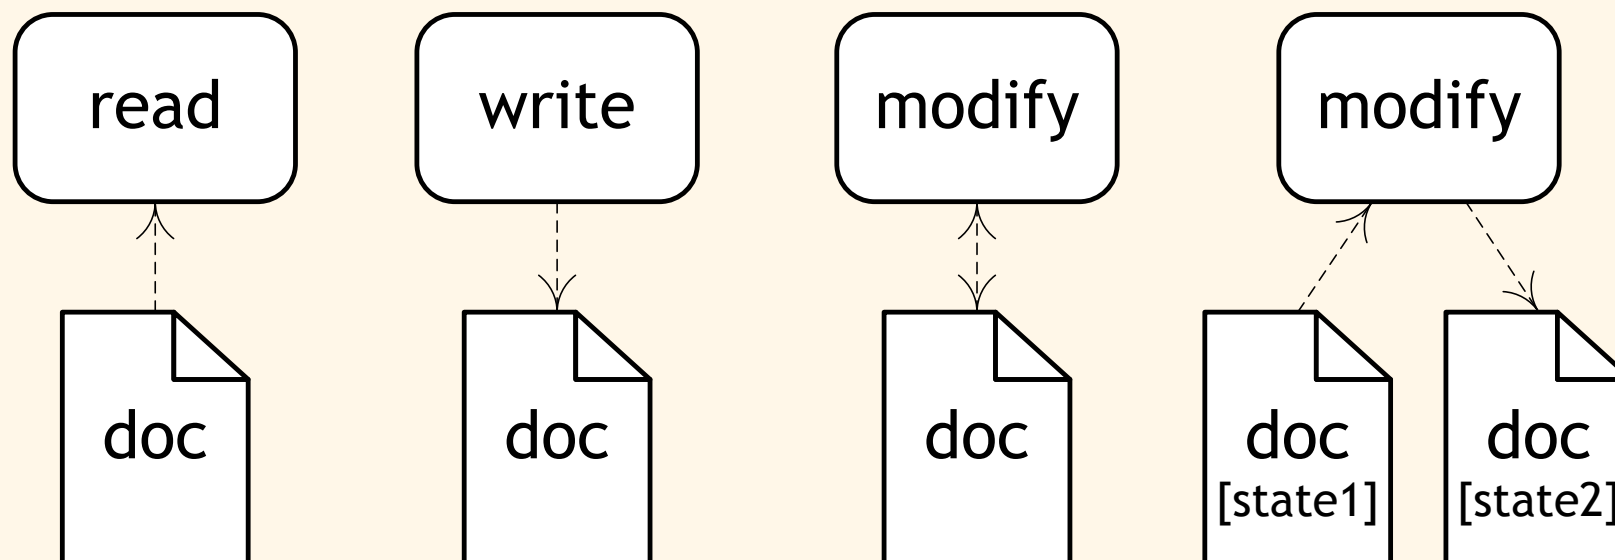 read
write
modify
modify
doc
doc
doc
doc
[state1]
doc
[state2]